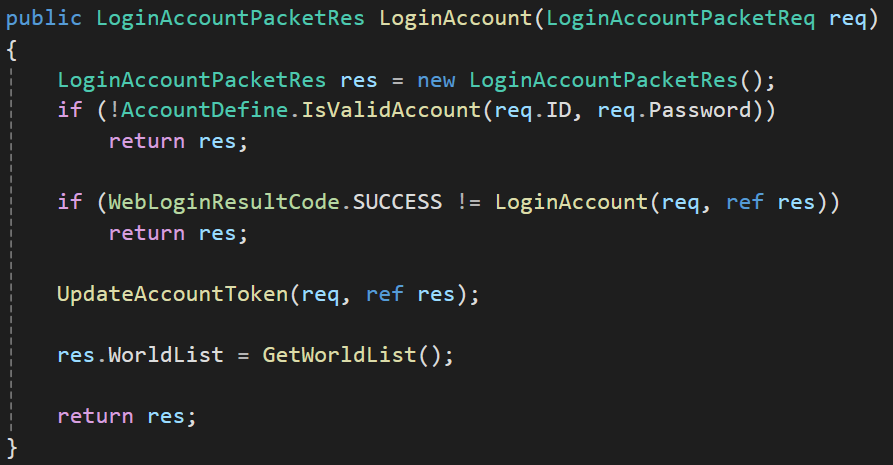 public LoginAccountPacketRes LoginAccount(LoginAccountPacketReq req)
{
LoginAccountPacketRes res = new LoginAccountPacketRes();
if (!AccountDefine.IsValidAccount(req.ID, req.Password))
return res;
if (WebLoginResultCode.SUCCESS != LoginAccount(req, ref res))
return res;
UpdateAccountToken(req, ref res);
res.WorldList = GetWorldList();
return res;
}